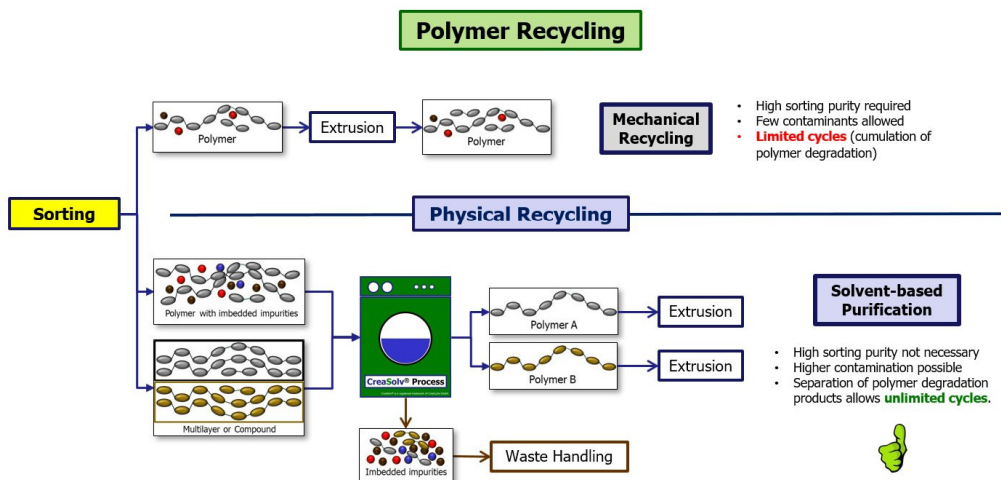 Polymer Recycling
Polymer
Extrusion
Polymer
Mechanical
Recycling
• High sorting purity required
• Few contaminants allowed
• Limited cycles (cumulation of
polymer degradation)
Sorting
Physical Recycling
Polymer with imbedded impurities
Multilayer or Compound
CreaSolv® Process
Polymer A
Extrusion
Polymer B
Extrusion
Solvent-based
Purification
• High sorting purity not necessary
• Higher contamination possible
• Separation of polymer degradation
products allows unlimited cycles.
Imbedded impurities
Waste Handling